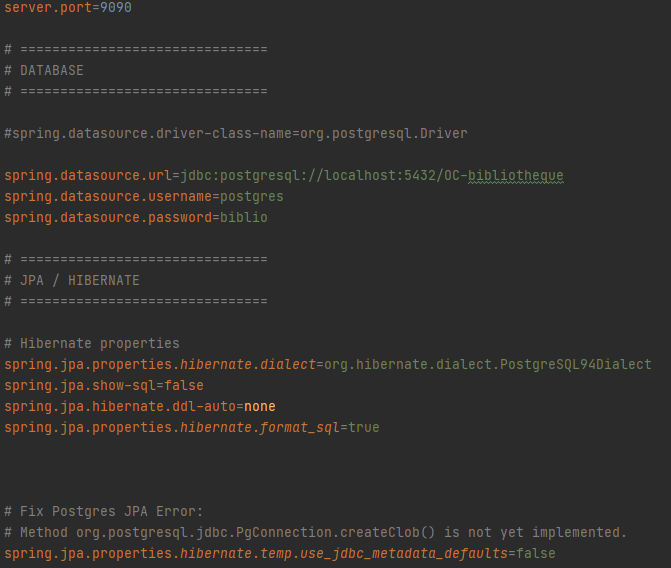 server.port=9090
# ===============================
# DATABASE
# ===============================
#spring.datasource.driver-class-name=org.postgresql.Driver
spring.datasource.url=jdbc:postgresql://localhost:5432/OC-bibliotheque
spring.datasource.username=postgres
spring.datasource.password=biblio
# ===============================
# JPA / HIBERNATE
# ===============================
# Hibernate properties
spring.jpa.properties.hibernate.dialect=org.hibernate.dialect.PostgreSQL94Dialect
spring.jpa.show-sql=false
spring.jpa.hibernate.ddl-auto=none
spring.jpa.properties.hibernate.format_sql=true
# Fix Postgres JPA Error:
# Method org.postgresql.jdbc.PgConnection.createClob() is not yet implemented.
spring.jpa.properties.hibernate.temp.use_jdbc_metadata_defaults=false